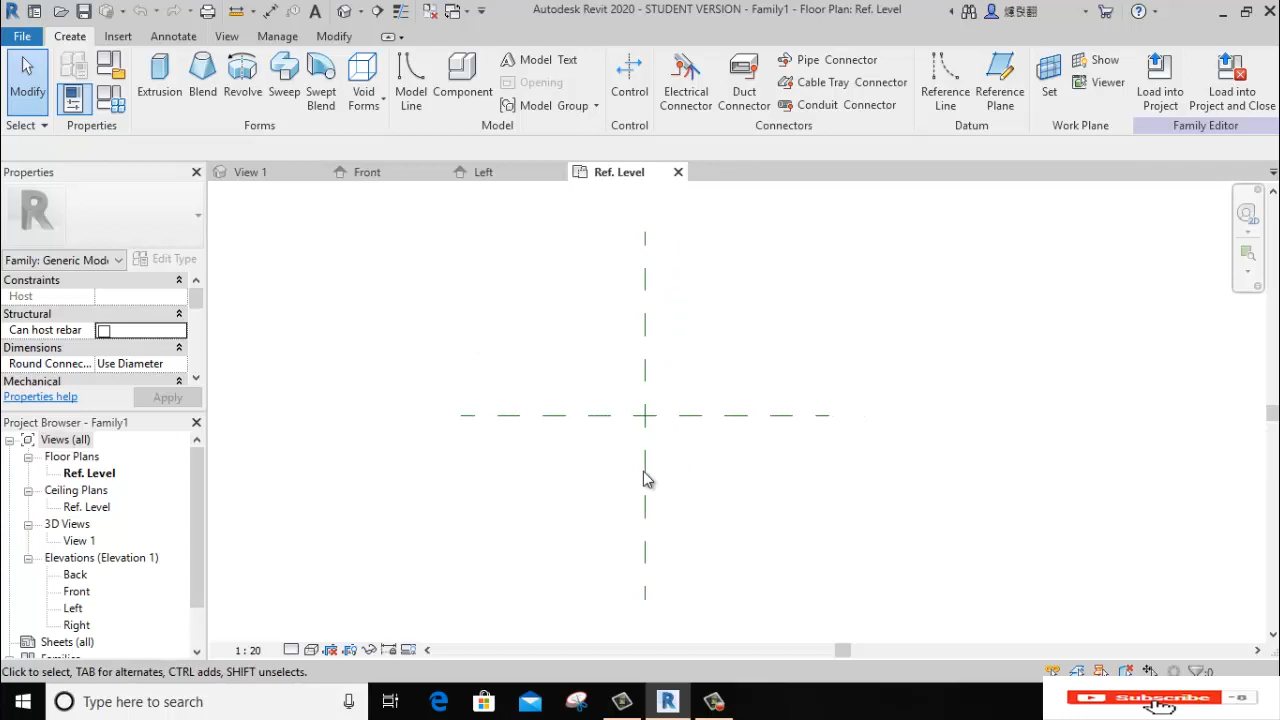 Autodesk Revit 2020 - STUDENT VERSION - Family1 - Floor Plan: Ref. Level
File Create Insert Annotate View Manage Modify
Modify
Select
Properties
Extrusion Blend Revolve Sweep Swept Blend Void Forms
Forms
Model Line Component Model Text Opening Model Group
Model
Control
Control
Electrical Connector Duct Connector Pipe Connector Cable Tray Connector Conduit Connector
Connectors
Reference Line Reference Plane
Datum
Set Show Viewer
Work Plane
Load into Project Load into Project and Close
Family Editor
Properties
View 1 Front Left Ref. Level
Family: Generic Mode
Edit Type
Constraints
Host
Structural
Can host rebar
Dimensions
Round Connec... Use Diameter
Mechanical
Properties help Apply
Project Browser - Family1
Views (all)
Floor Plans
Ref. Level
Ceiling Plans
Ref. Level
3D Views
View 1
Elevations (Elevation 1)
Back
Front
Left
Right
Sheets (all)
Families
2D
1 : 20
Click to select, TAB for alternates, CTRL adds, SHIFT unselects.
:0
Type here to search
Subscribe